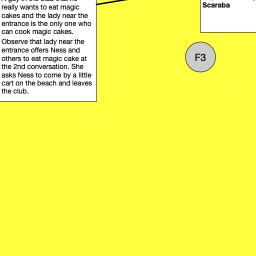 really wants to eat magic
cakes and the lady near the
entrance is the only one who
can cook magic cakes.
Observe that lady near the
entrance offers Ness and
others to eat magic cake at
the 2nd conversation. She
asks Ness to come by a little
cart on the beach and leaves
the club.
Scaraba
F3